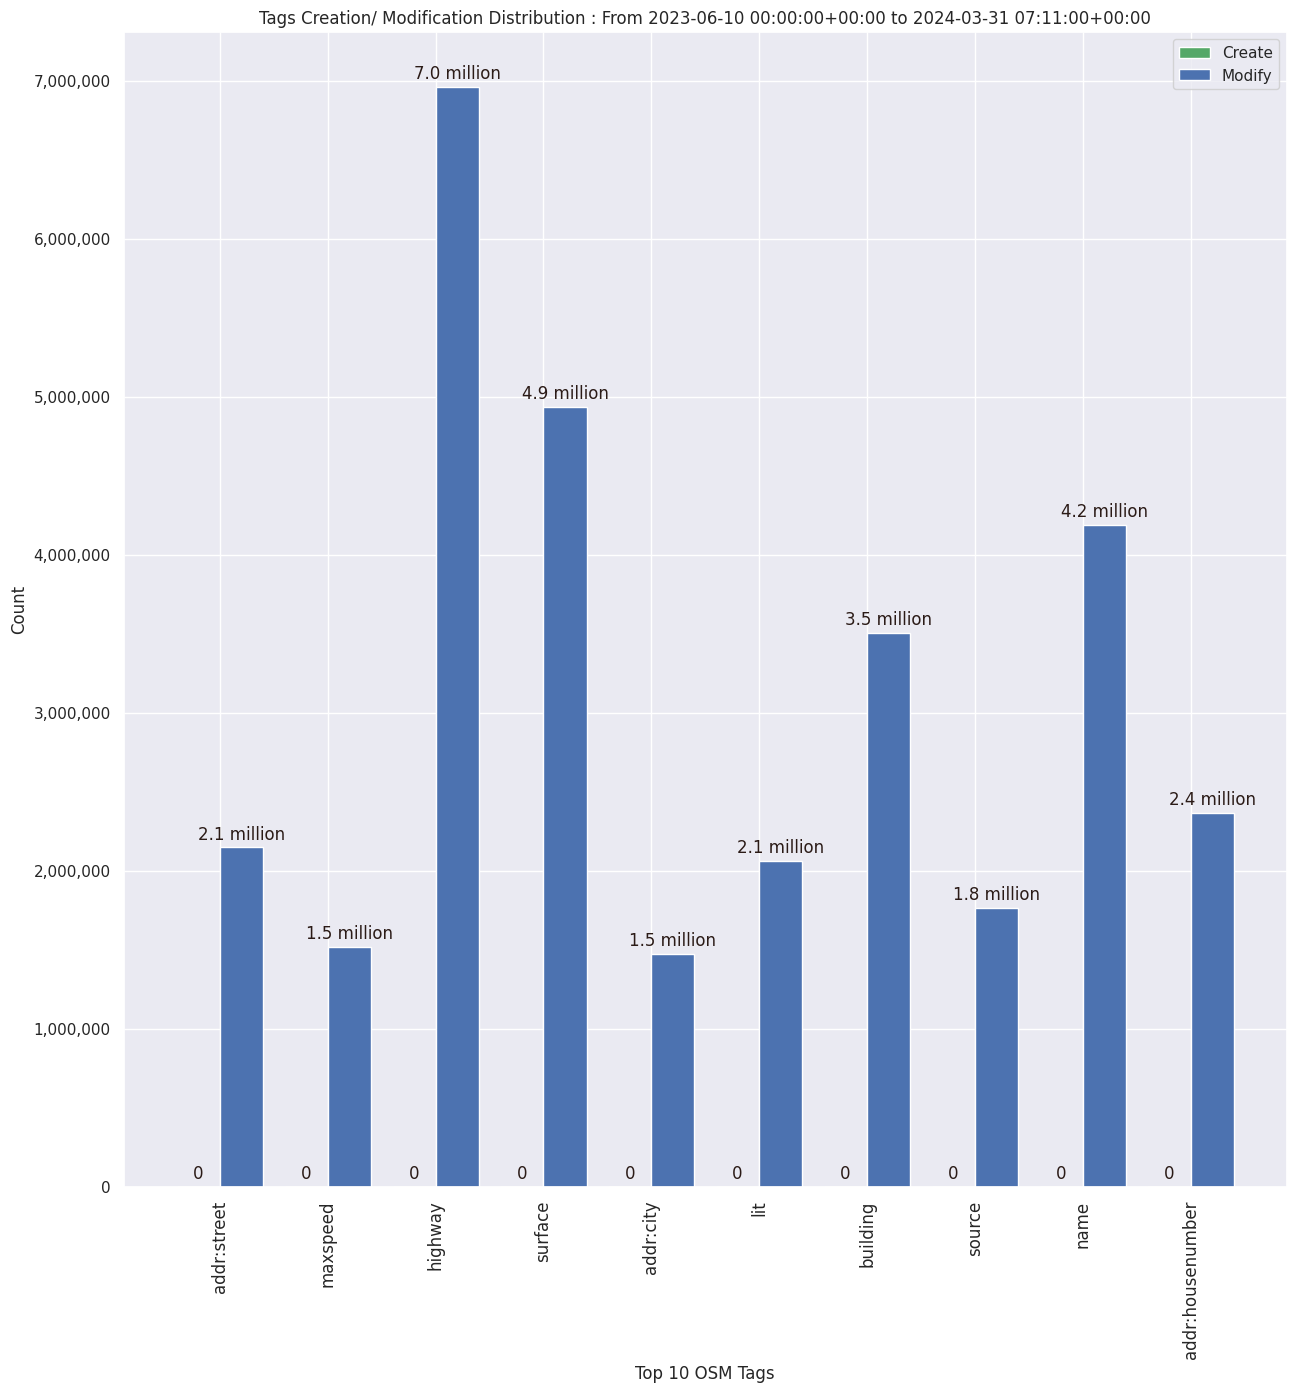 Tags Creation/ Modification Distribution : From 2023-06-10 00:00:00+00:00 to 2024-03-31 07:11:00+00:00
Create
Modify
7,000,000
6,000,000
5,000,000
4,000,000
3,000,000
2,000,000
1,000,000
0
Count
2.1 million
1.5 million
7.0 million
4.9 million
1.5 million
2.1 million
3.5 million
1.8 million
4.2 million
2.4 million
0
0
0
0
0
0
0
0
0
0
addr:street
maxspeed
highway
surface
addr:city
lit
building
source
name
addr:housenumber
Top 10 OSM Tags